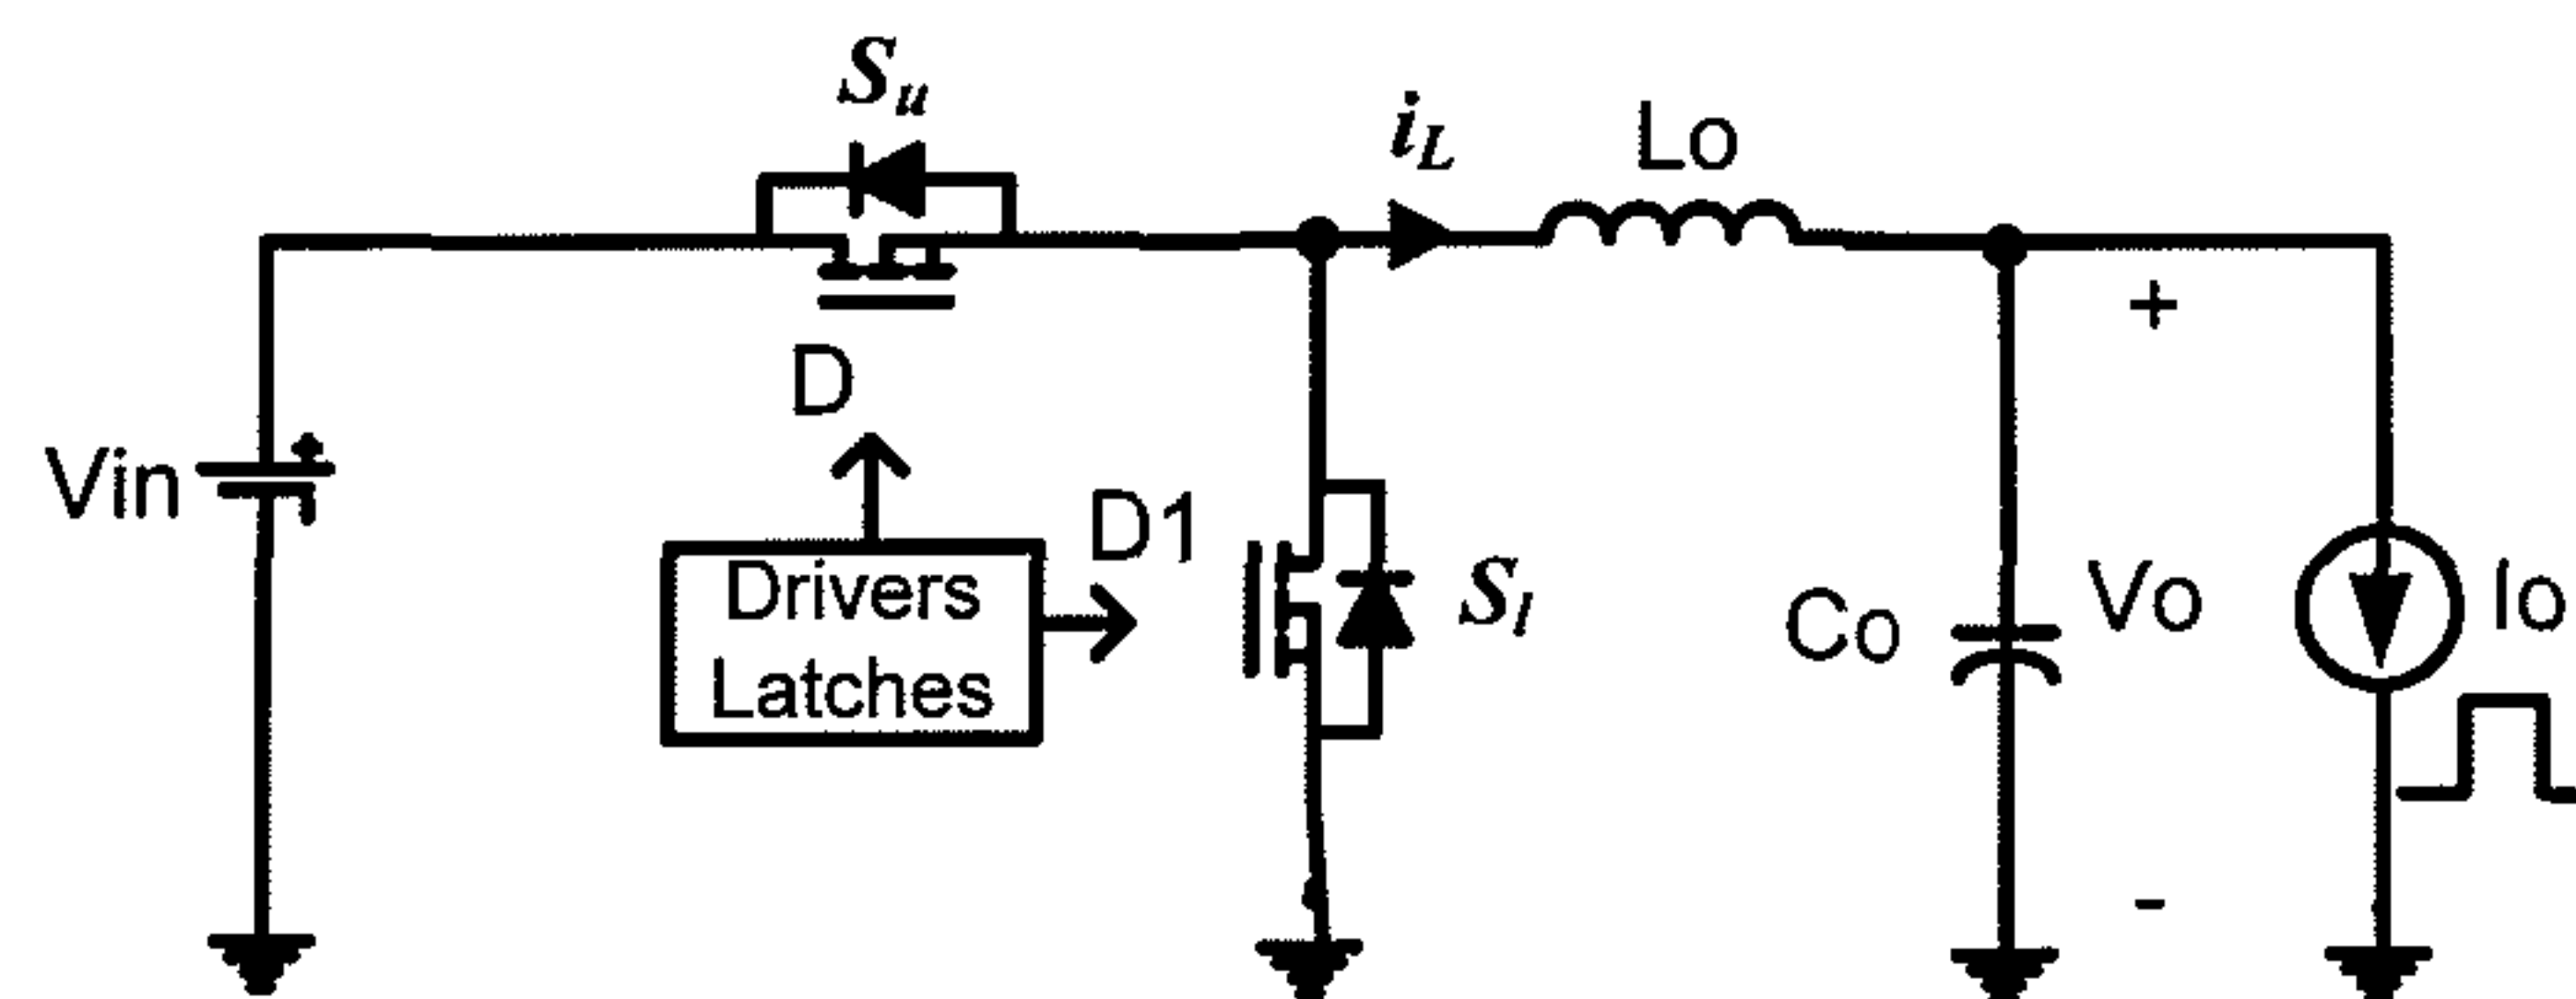 Su
iL
Lo
Vin
D
Drivers
Latches
D1
Sl
Co
+
Vo
-
Io